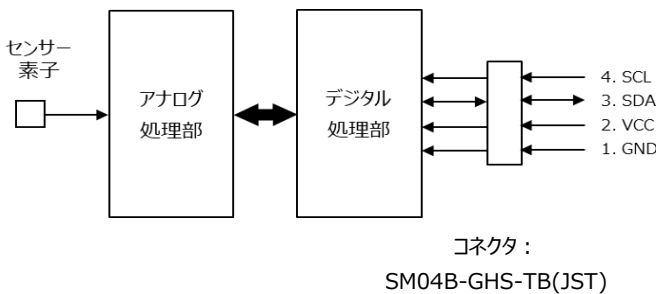 センサー
素子
アナログ
処理部
デジタル
処理部
4. SCL
3. SDA
2. VCC
1. GND
コネクタ：
SM04B-GHS-TB(JST)